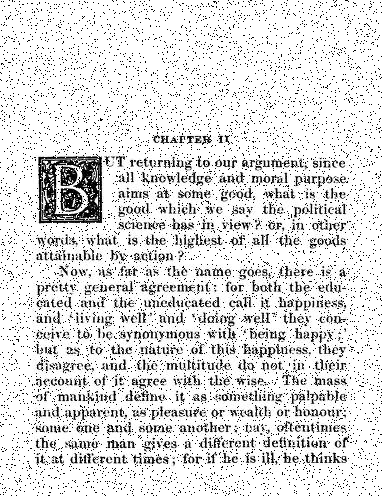 CHAPTER II
BUT returning to our argument, since
all knowledge and moral purpose
aims at some good, what is the
good which we say the political
science has in view? or, in other
words, what is the highest of all the goods
attainable by action?
Now, as far as the name goes, there is a
pretty general agreement: for both the edu-
cated and the uneducated call it happiness,
and "living well" and "doing well" they con-
ceive to be synonymous with "being happy;"
but as to the nature of this happiness, they
disagree, and the multitude do not in their
account of it agree with the wise. The mass
of mankind define it as something palpable
and apparent, as pleasure or wealth or honour;
some one and some another; nay, oftentimes
the same man gives a different definition of
it at different times; for if he is ill, he thinks